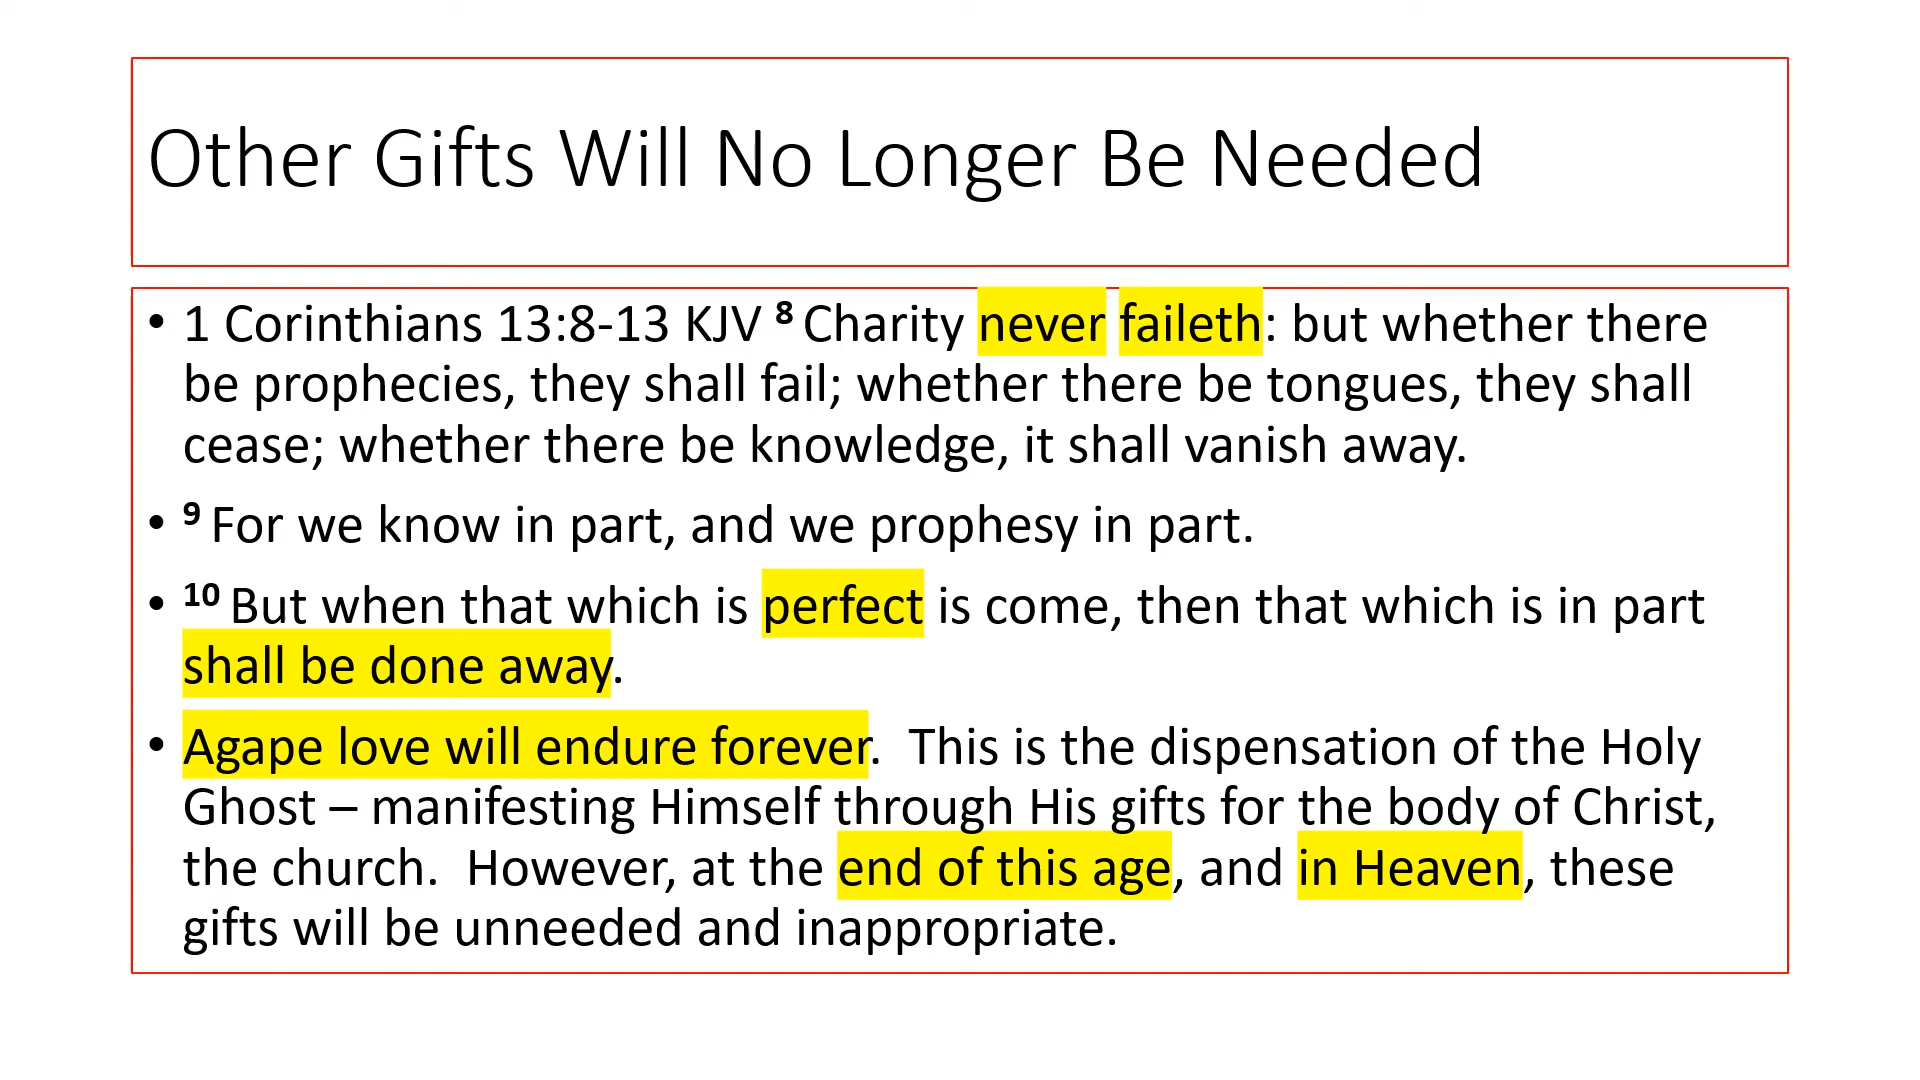 Other Gifts Will No Longer Be Needed
• 1 Corinthians 13:8-13 KJV ⁸ Charity never faileth: but whether there
be prophecies, they shall fail; whether there be tongues, they shall
cease; whether there be knowledge, it shall vanish away.
• ⁹ For we know in part, and we prophesy in part.
• ¹⁰ But when that which is perfect is come, then that which is in part
shall be done away.
• Agape love will endure forever.  This is the dispensation of the Holy
Ghost – manifesting Himself through His gifts for the body of Christ,
the church.  However, at the end of this age, and in Heaven, these
gifts will be unneeded and inappropriate.